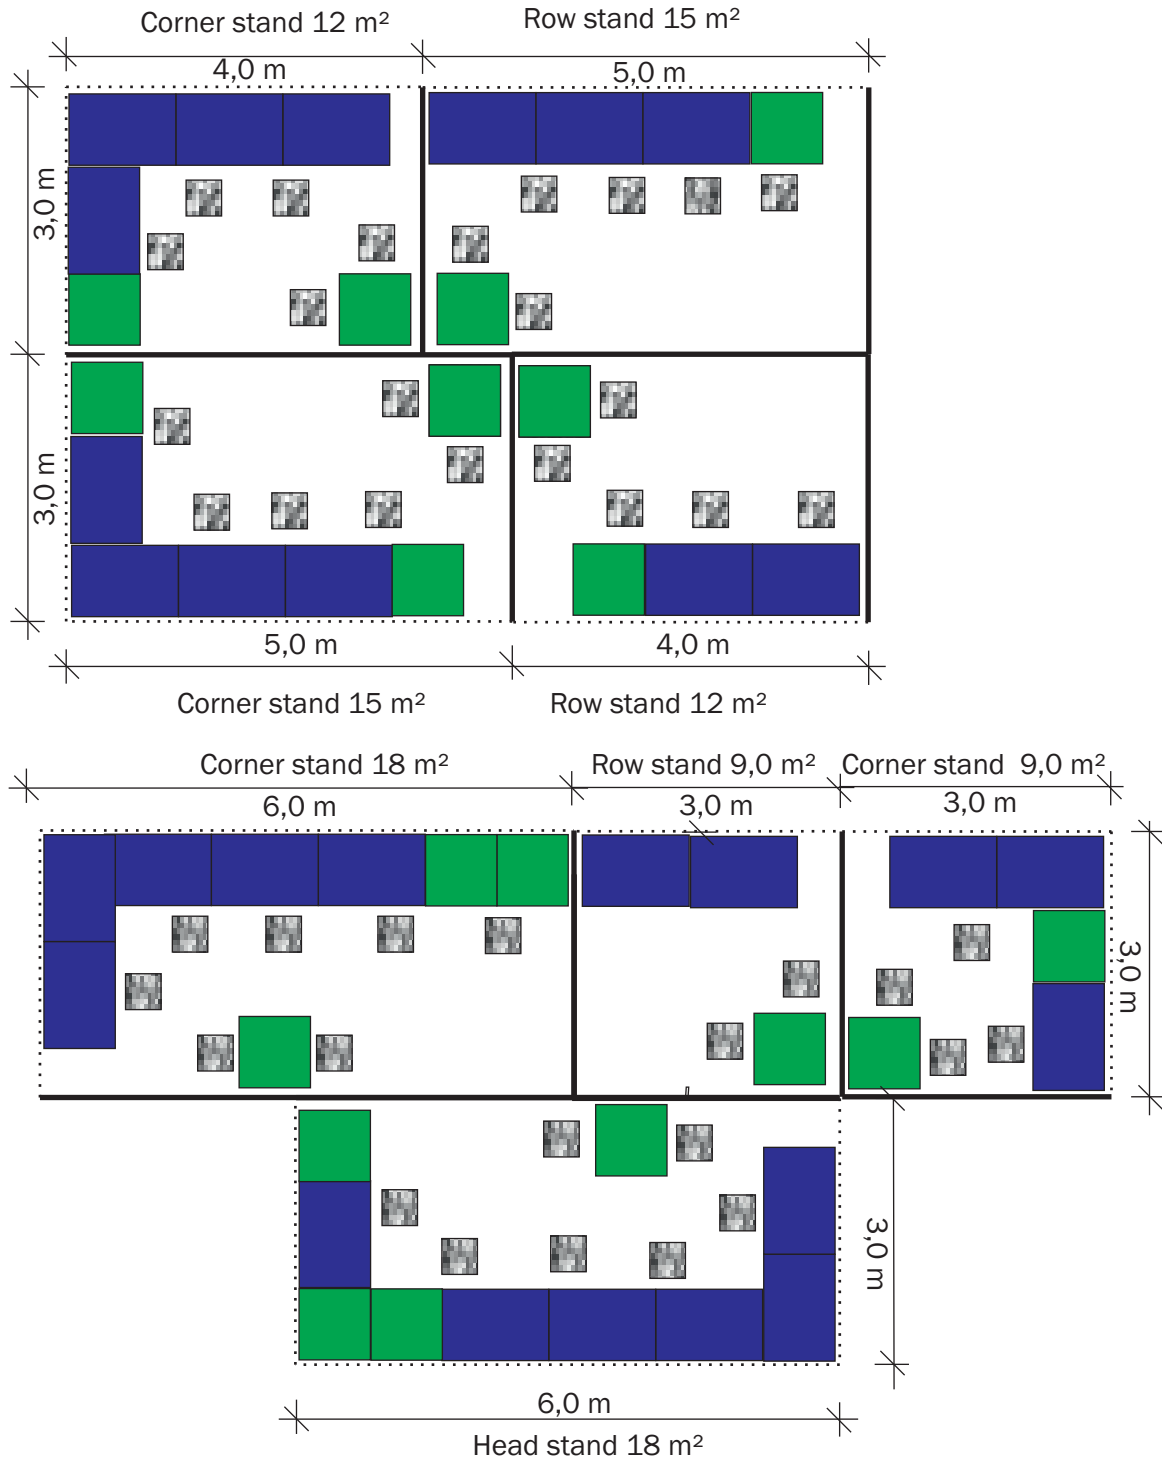 Corner stand 12 m²
Row stand 15 m²
4,0 m
5,0 m
3,0 m
3,0 m
5,0 m
4,0 m
Corner stand 15 m²
Row stand 12 m²
Corner stand 18 m²
Row stand 9,0 m²
Corner stand 9,0 m²
6,0 m
3,0 m
3,0 m
3,0 m
3,0 m
6,0 m
Head stand 18 m²